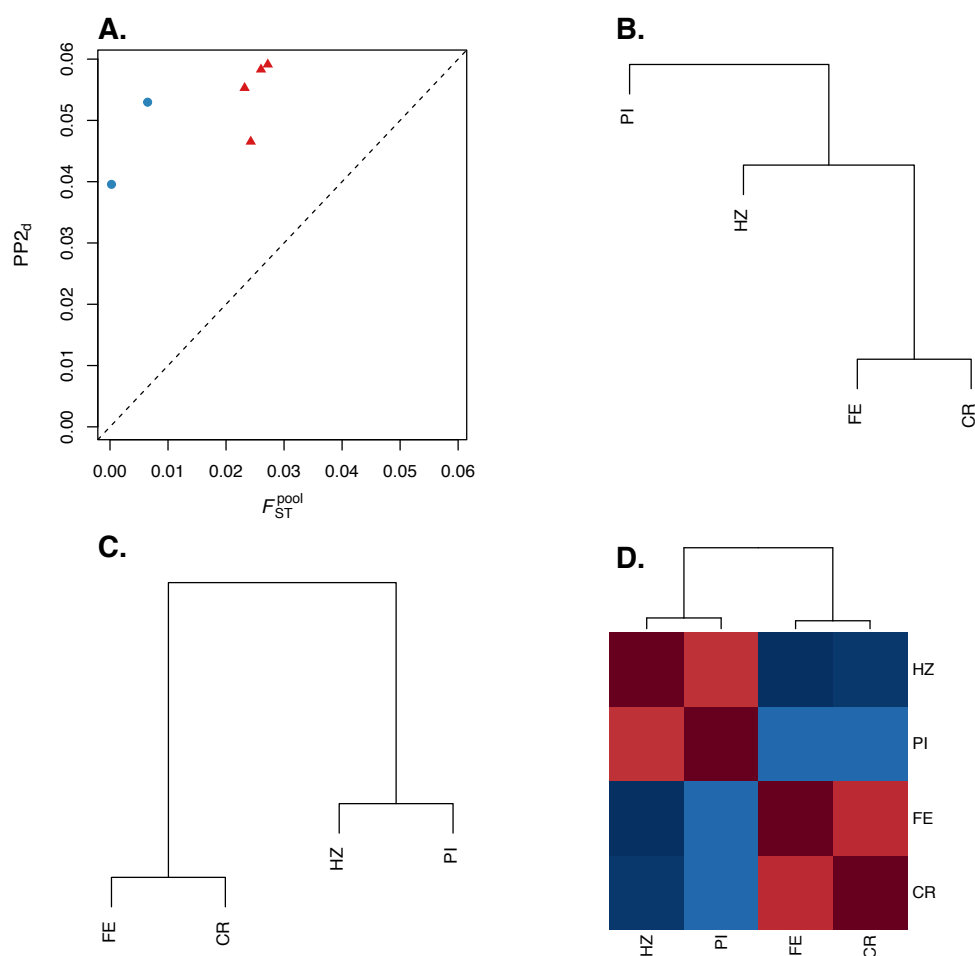 A.
0.06
0.05
0.04
0.03
0.02
0.01
0.00
PP2d
0.00 0.01 0.02 0.03 0.04 0.05 0.06
F ST pool
B.
PI
HZ
FE
CR
C.
HZ
PI
FE
CR
D.
HZ
PI
FE
CR
HZ PI FE CR